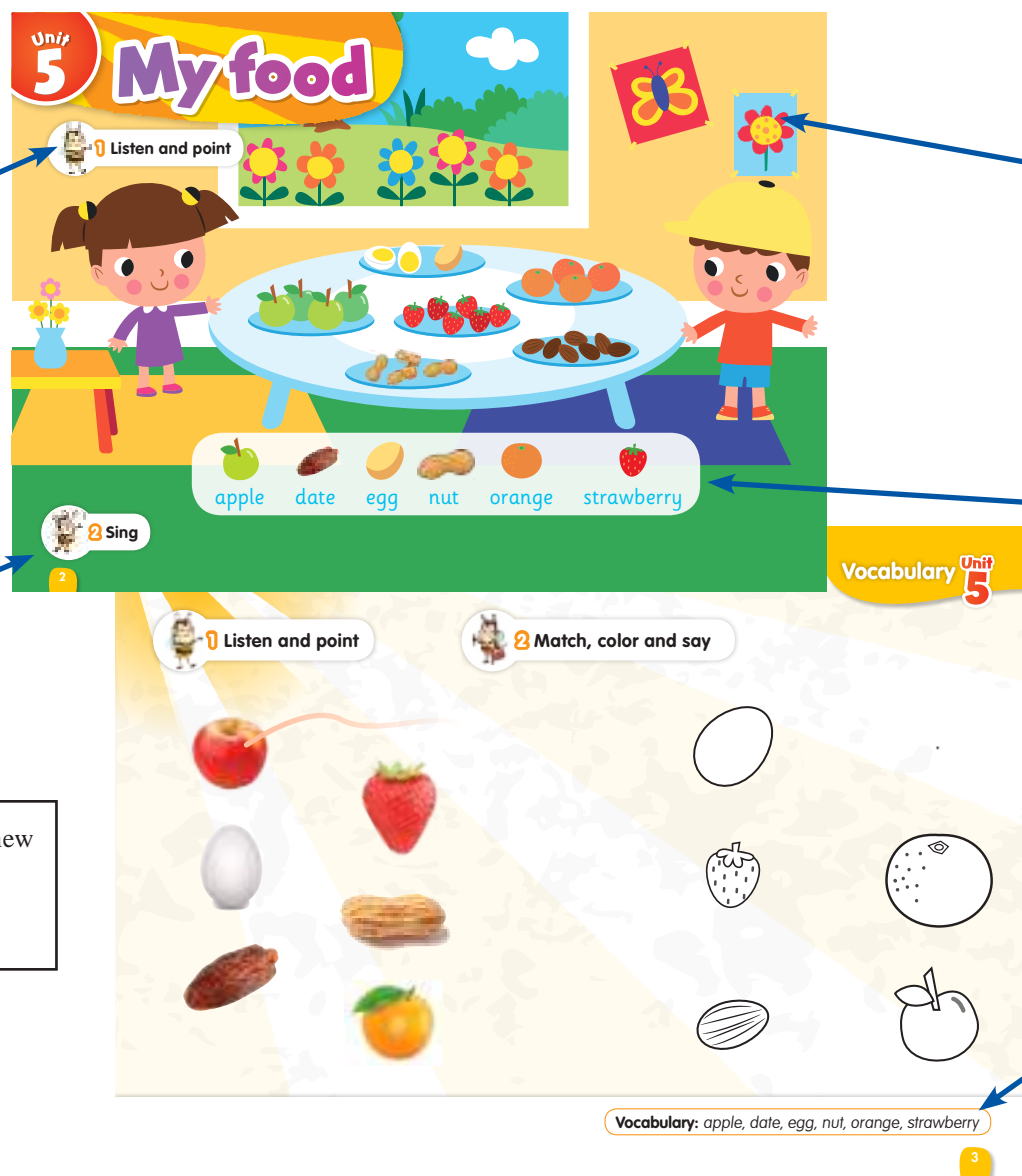 Unit
5
My food
1 Listen and point
apple date egg nut orange strawberry
2 Sing
2
Vocabulary Unit
5
1 Listen and point
2 Match, color and say
Vocabulary: apple, date, egg, nut, orange, strawberry
3